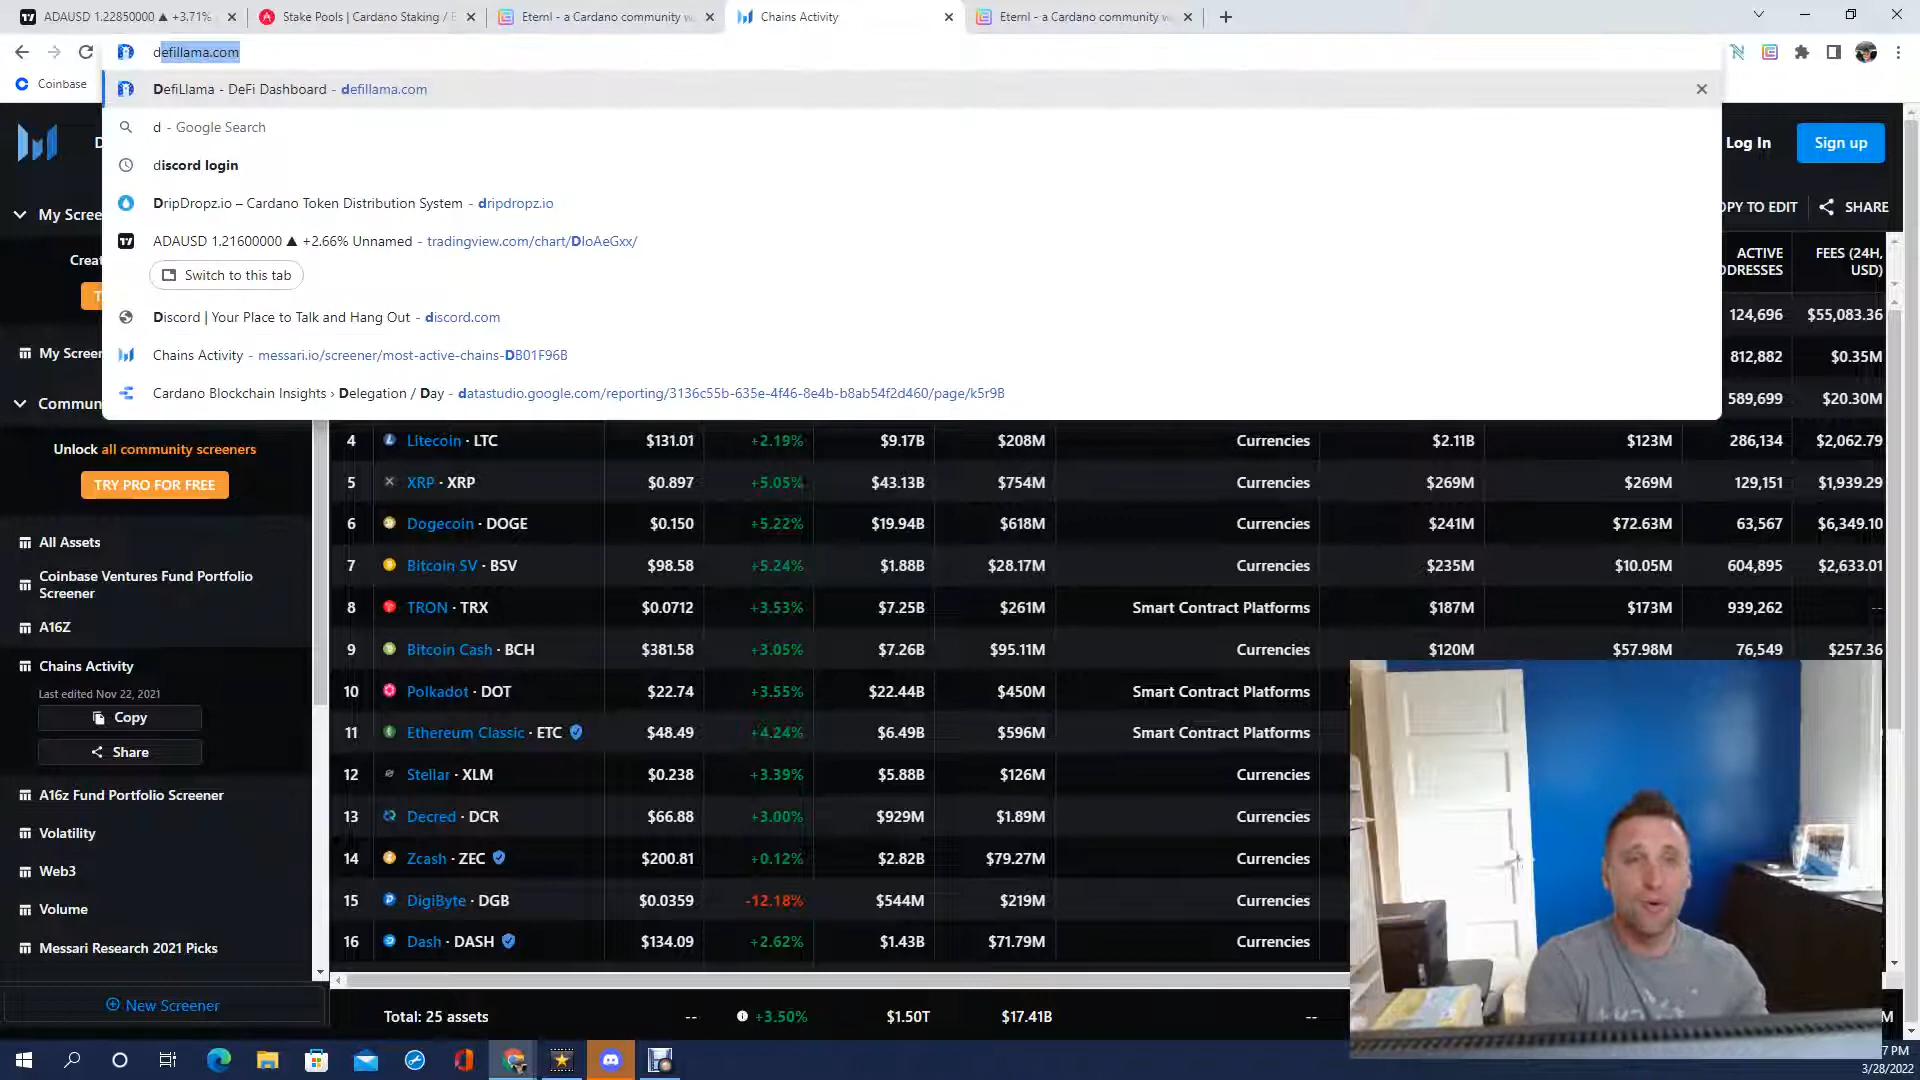 ADAUSD 1.22850000 ▲ +3.71%
Stake Pools | Cardano Staking / E
Eternl - a Cardano community w
Chains Activity
Eternl - a Cardano community w
defillama.com
Coinbase
DefiLlama - DeFi Dashboard - defillama.com
d - Google Search
discord login
DripDropz.io – Cardano Token Distribution System - dripdropz.io
ADAUSD 1.21600000 ▲ +2.66% Unnamed - tradingview.com/chart/DIoAeGxx/
Switch to this tab
Discord | Your Place to Talk and Hang Out - discord.com
Chains Activity - messari.io/screener/most-active-chains-DB01F96B
Cardano Blockchain Insights › Delegation / Day - datastudio.google.com/reporting/3136c55b-635e-4f46-8e4b-b8ab54f2d460/page/k5r9B
D
Log In
Sign up
My Scree
OPY TO EDIT
SHARE
Creat
T
My Screen
Commun
Unlock all community screeners
TRY PRO FOR FREE
All Assets
Coinbase Ventures Fund Portfolio
Screener
A16Z
Chains Activity
Last edited Nov 22, 2021
Copy
Share
A16z Fund Portfolio Screener
Volatility
Web3
Volume
Messari Research 2021 Picks
New Screener
ACTIVE
DDRESSES
FEES (24H,
USD)
124,696 $55,083.36
812,882 $0.35M
589,699 $20.30M
4 Litecoin · LTC $131.01 +2.19% $9.17B $208M Currencies $2.11B $123M 286,134 $2,062.79
5 XRP · XRP $0.897 +5.05% $43.13B $754M Currencies $269M $269M 129,151 $1,939.29
6 Dogecoin · DOGE $0.150 +5.22% $19.94B $618M Currencies $241M $72.63M 63,567 $6,349.10
7 Bitcoin SV · BSV $98.58 +5.24% $1.88B $28.17M Currencies $235M $10.05M 604,895 $2,633.01
8 TRON · TRX $0.0712 +3.53% $7.25B $261M Smart Contract Platforms $187M $173M 939,262 --
9 Bitcoin Cash · BCH $381.58 +3.05% $7.26B $95.11M Currencies $120M $57.98M 76,549 $257.36
10 Polkadot · DOT $22.74 +3.55% $22.44B $450M Smart Contract Platforms
11 Ethereum Classic · ETC $48.49 +4.24% $6.49B $596M Smart Contract Platforms
12 Stellar · XLM $0.238 +3.39% $5.88B $126M Currencies
13 Decred · DCR $66.88 +3.00% $929M $1.89M Currencies
14 Zcash · ZEC $200.81 +0.12% $2.82B $79.27M Currencies
15 DigiByte · DGB $0.0359 -12.18% $544M $219M Currencies
16 Dash · DASH $134.09 +2.62% $1.43B $71.79M Currencies
Total: 25 assets -- +3.50% $1.50T $17.41B --
M
7 PM
3/28/2022